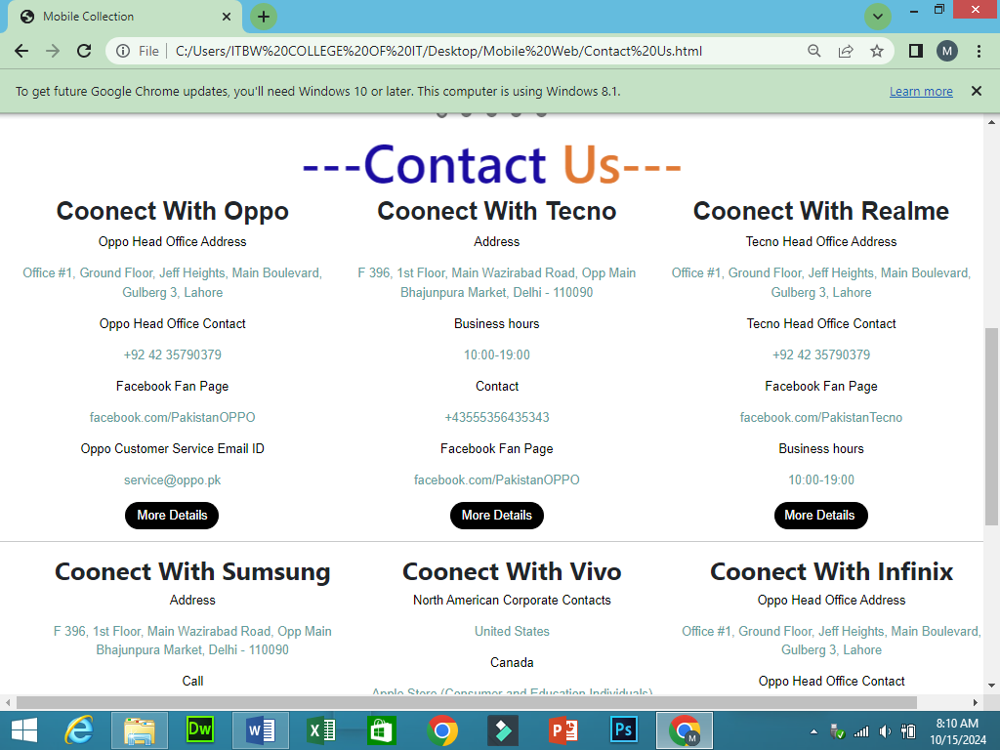 Mobile Collection
File
C:/Users/ITBW%20COLLEGE%20OF%20IT/Desktop/Mobile%20Web/Contact%20Us.html
M
To get future Google Chrome updates, you'll need Windows 10 or later. This computer is using Windows 8.1.
Learn more
---Contact Us---
Coonect With Oppo
Oppo Head Office Address
Office #1, Ground Floor, Jeff Heights, Main Boulevard,
Gulberg 3, Lahore
Oppo Head Office Contact
+92 42 35790379
Facebook Fan Page
facebook.com/PakistanOPPO
Oppo Customer Service Email ID
service@oppo.pk
More Details
Coonect With Tecno
Address
F 396, 1st Floor, Main Wazirabad Road, Opp Main
Bhajunpura Market, Delhi - 110090
Business hours
10:00-19:00
Contact
+43555356435343
Facebook Fan Page
facebook.com/PakistanOPPO
More Details
Coonect With Realme
Tecno Head Office Address
Office #1, Ground Floor, Jeff Heights, Main Boulevard,
Gulberg 3, Lahore
Tecno Head Office Contact
+92 42 35790379
Facebook Fan Page
facebook.com/PakistanTecno
Business hours
10:00-19:00
More Details
Coonect With Sumsung
Address
F 396, 1st Floor, Main Wazirabad Road, Opp Main
Bhajunpura Market, Delhi - 110090
Call
Coonect With Vivo
North American Corporate Contacts
United States
Canada
Apple Store (Consumer and Education Individuals)
Coonect With Infinix
Oppo Head Office Address
Office #1, Ground Floor, Jeff Heights, Main Boulevard,
Gulberg 3, Lahore
Oppo Head Office Contact
Dw
Ps
M
8:10 AM
10/15/2024